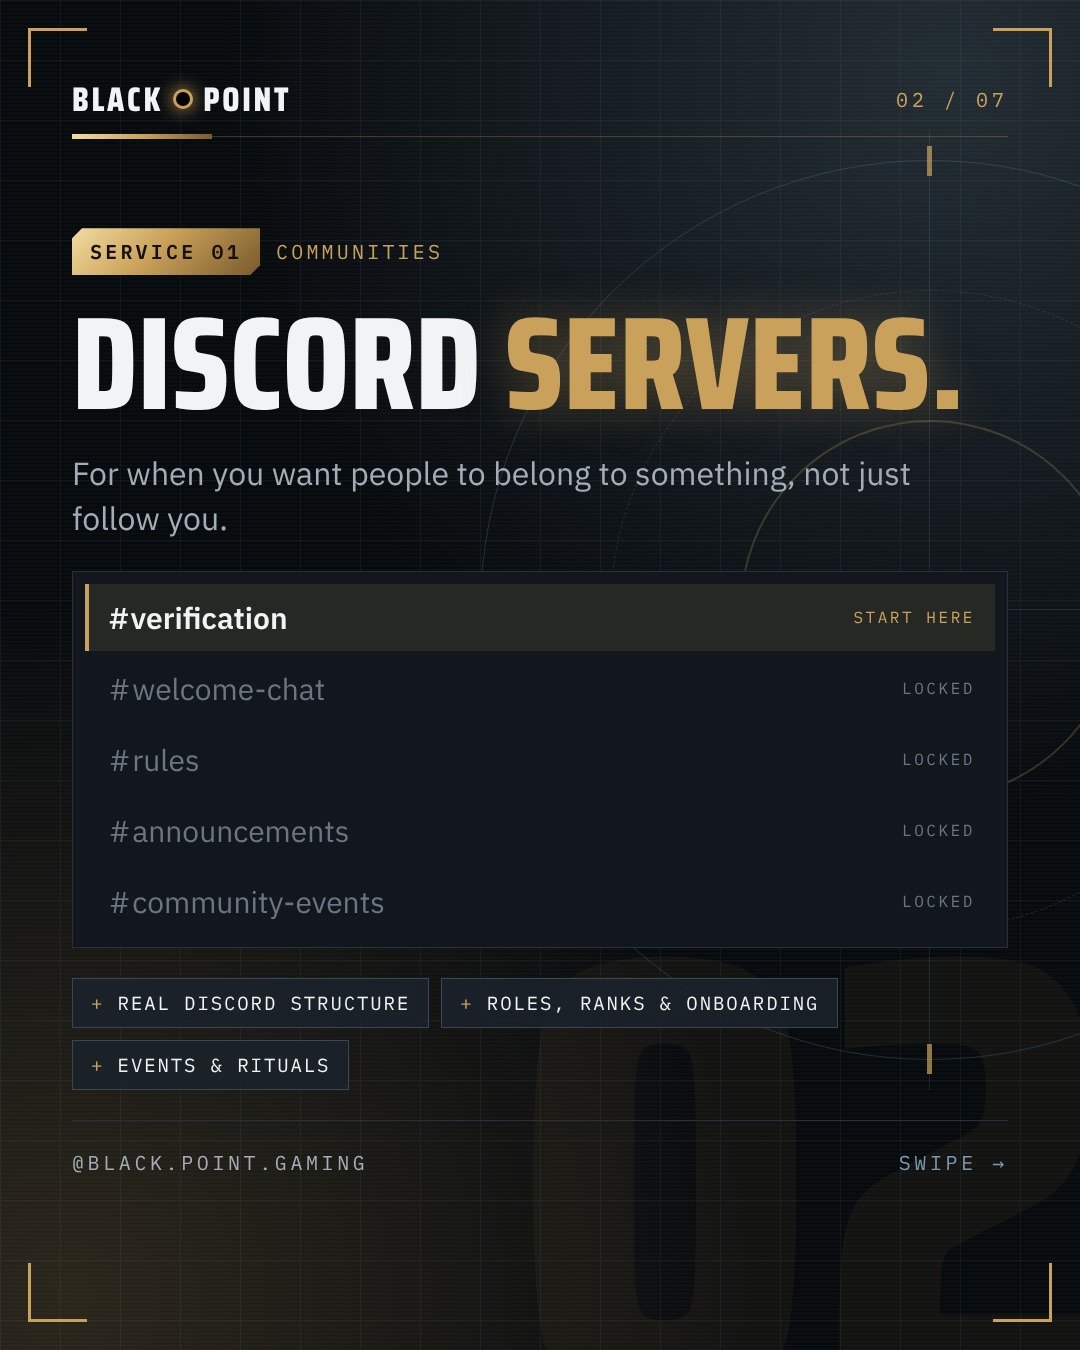 BLACK POINT
02 / 07
SERVICE 01 COMMUNITIES
DISCORD SERVERS.
For when you want people to belong to something, not just
follow you.
#verification START HERE
#welcome-chat LOCKED
#rules LOCKED
#announcements LOCKED
#community-events LOCKED
+ REAL DISCORD STRUCTURE + ROLES, RANKS & ONBOARDING
+ EVENTS & RITUALS
@BLACK.POINT.GAMING SWIPE →
02